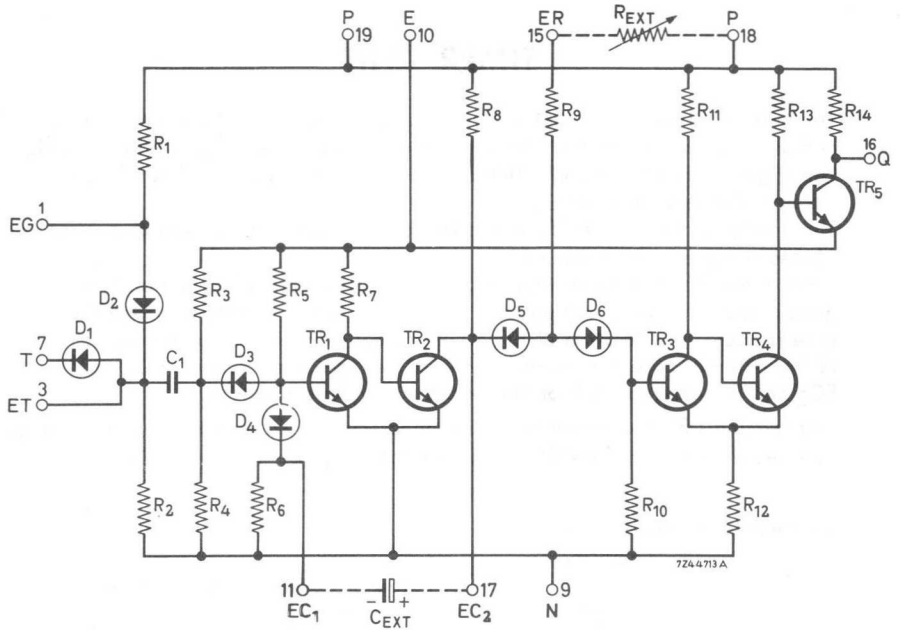 P E ER R_EXT P
19 10 15 18
R₁ R₈ R₉ R₁₁ R₁₃ R₁₄
16 Q
TR₅
EG 1
D₂ R₃ R₅ R₇
D₁ C₁ D₃ TR₁ TR₂ D₅ D₆ TR₃ TR₄
T 7
ET 3
D₄
R₂ R₄ R₆ R₁₀ R₁₂
7Z44713A
11 - + 17 9
EC₁ C_EXT EC₂ N